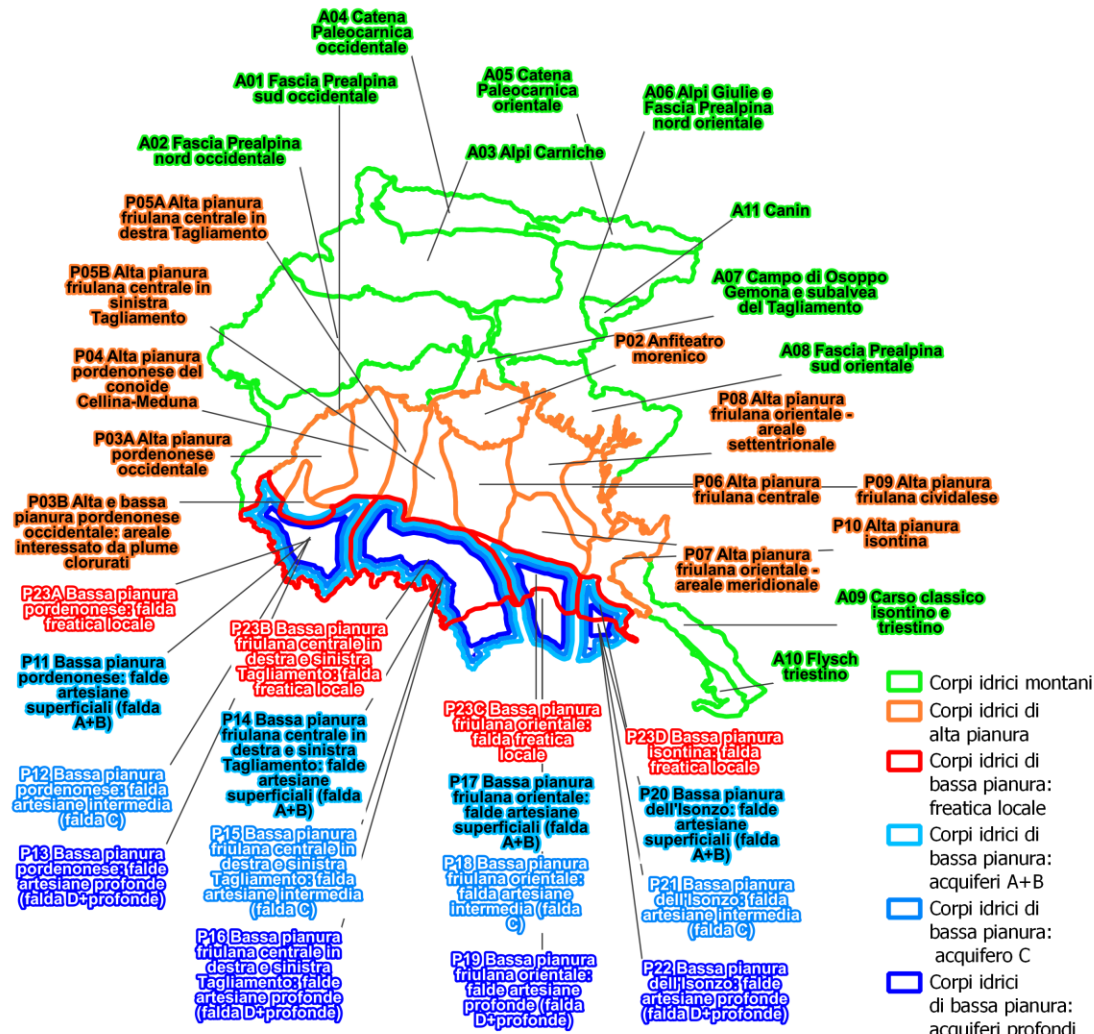 A04 Catena
Paleocarnica
occidentale
A01 Fascia Prealpina
sud occidentale
A05 Catena
Paleocarnica
orientale
A06 Alpi Giulie e
Fascia Prealpina
nord orientale
A02 Fascia Prealpina
nord occidentale
A03 Alpi Carniche
P05A Alta pianura
friulana centrale in
destra Tagliamento
A11 Canin
P05B Alta pianura
friulana centrale in
sinistra
Tagliamento
A07 Campo di Osoppo
Gemona e subalvea
del Tagliamento
P02 Anfiteatro
morenico
P04 Alta pianura
pordenonese del
conoide
Cellina-Meduna
A08 Fascia Prealpina
sud orientale
P08 Alta pianura
friulana orientale -
areale
settentrionale
P03A Alta pianura
pordenonese
occidentale
P06 Alta pianura
friulana centrale
P09 Alta pianura
friulana cividalese
P03B Alta e bassa
pianura pordenonese
occidentale: areale
interessato da plume
clorurati
P10 Alta pianura
isontina
P07 Alta pianura
friulana orientale -
areale meridionale
P23A Bassa pianura
pordenonese: falda
freatica locale
A09 Carso classico
isontino e
triestino
P23B Bassa pianura
friulana centrale in
destra e sinistra
Tagliamento: falda
freatica locale
A10 Flysch
triestino
P11 Bassa pianura
pordenonese: falde
artesiane
superficiali (falda
A+B)
P23C Bassa pianura
friulana orientale:
falda freatica
locale
P23D Bassa pianura
isontina: falda
freatica locale
P14 Bassa pianura
friulana centrale in
destra e sinistra
Tagliamento: falde
artesiane
superficiali (falda
A+B)
P12 Bassa pianura
pordenonese: falda
artesiane intermedia
(falda C)
P17 Bassa pianura
friulana orientale:
falde artesiane
superficiali (falda
A+B)
P20 Bassa pianura
dell'Isonzo: falde
artesiane
superficiali (falda
A+B)
P15 Bassa pianura
friulana centrale in
destra e sinistra
Tagliamento: falda
artesiane intermedia
(falda C)
P13 Bassa pianura
pordenonese: falde
artesiane profonde
(falda D+profonde)
P18 Bassa pianura
friulana orientale:
falda artesiane
intermedia (falda
C)
P21 Bassa pianura
dell'Isonzo: falda
artesiane intermedia
(falda C)
P16 Bassa pianura
friulana centrale in
destra e sinistra
Tagliamento: falde
artesiane profonde
(falda D+profonde)
P19 Bassa pianura
friulana orientale:
falde artesiane
profonde (falda
D+profonde)
P22 Bassa pianura
dell'Isonzo: falde
artesiane profonde
(falda D+profonde)
Corpi idrici montani
Corpi idrici di
alta pianura
Corpi idrici di
bassa pianura:
freatica locale
Corpi idrici di
bassa pianura:
acquiferi A+B
Corpi idrici di
bassa pianura:
acquifero C
Corpi idrici
di bassa pianura:
acquiferi profondi